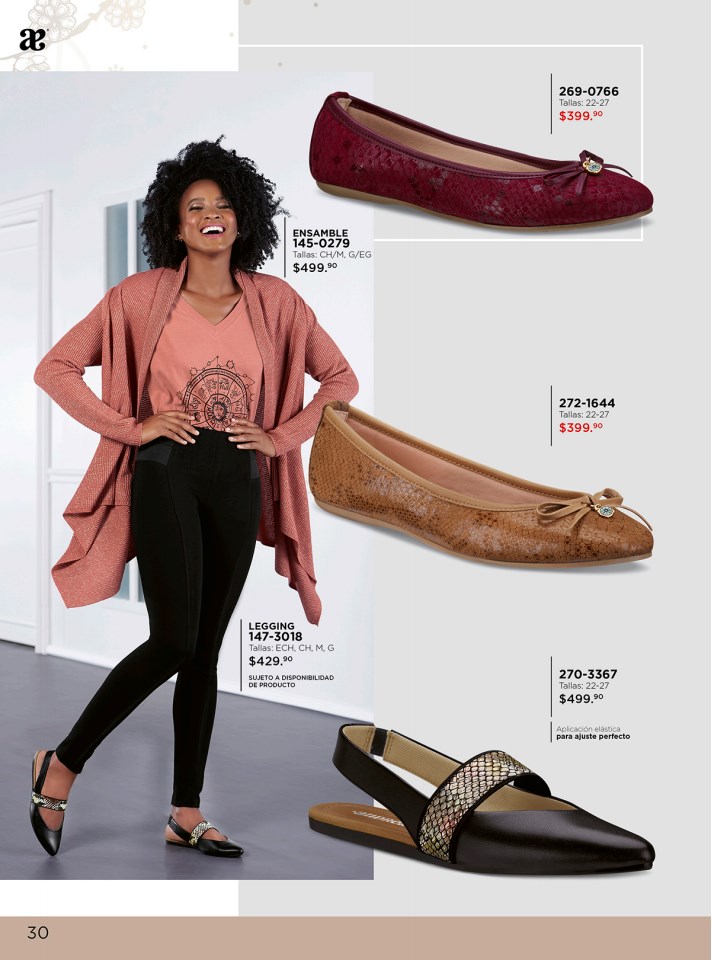 æ
269-0766
Tallas: 22-27
$399.90
ENSAMBLE
145-0279
Tallas: CH/M, G/EG
$499.90
272-1644
Tallas: 22-27
$399.90
LEGGING
147-3018
Tallas: ECH, CH, M, G
$429.90
SUJETO A DISPONIBILIDAD
DE PRODUCTO
270-3367
Tallas: 22-27
$499.90
Aplicación elástica
para ajuste perfecto
30